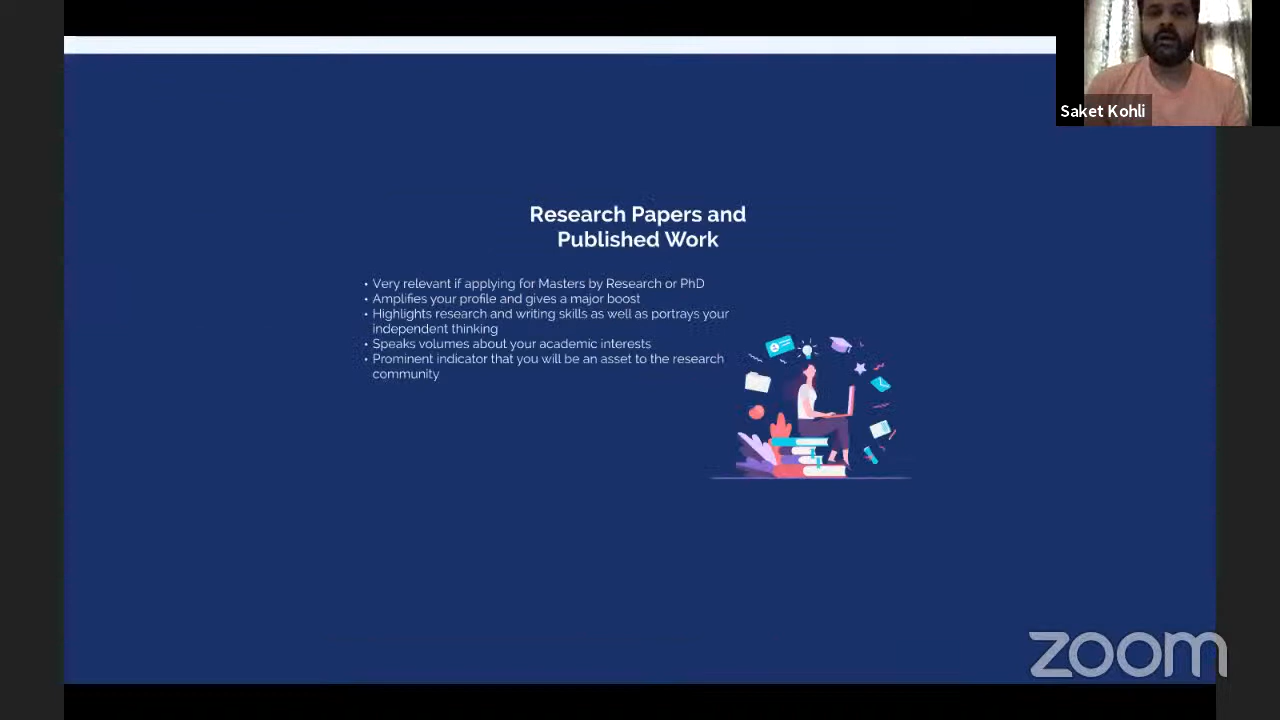 Saket Kohli
Research Papers and
Published Work
• Very relevant if applying for Masters by Research or PhD
• Amplifies your profile and gives a major boost
• Highlights research and writing skills as well as portrays your
independent thinking
• Speaks volumes about your academic interests
• Prominent indicator that you will be an asset to the research
community
zoom